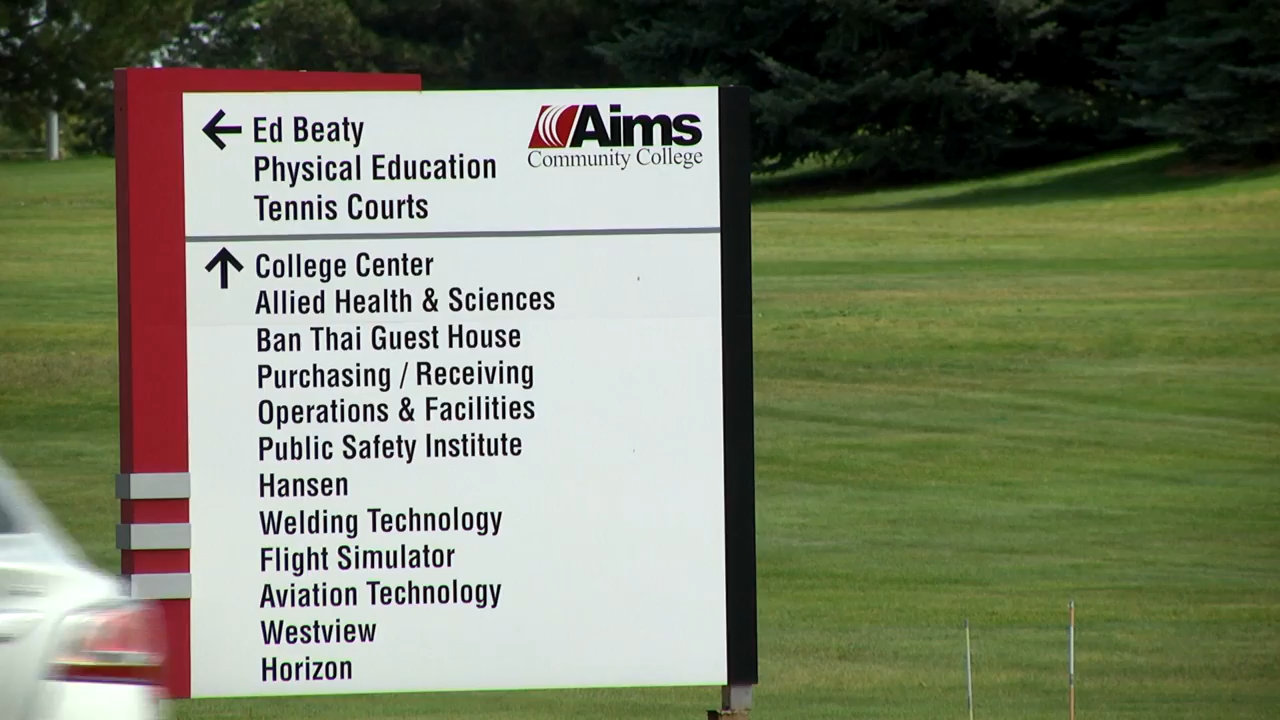 Ed Beaty
Physical Education
Tennis Courts
Aims
Community College
College Center
Allied Health & Sciences
Ban Thai Guest House
Purchasing / Receiving
Operations & Facilities
Public Safety Institute
Hansen
Welding Technology
Flight Simulator
Aviation Technology
Westview
Horizon